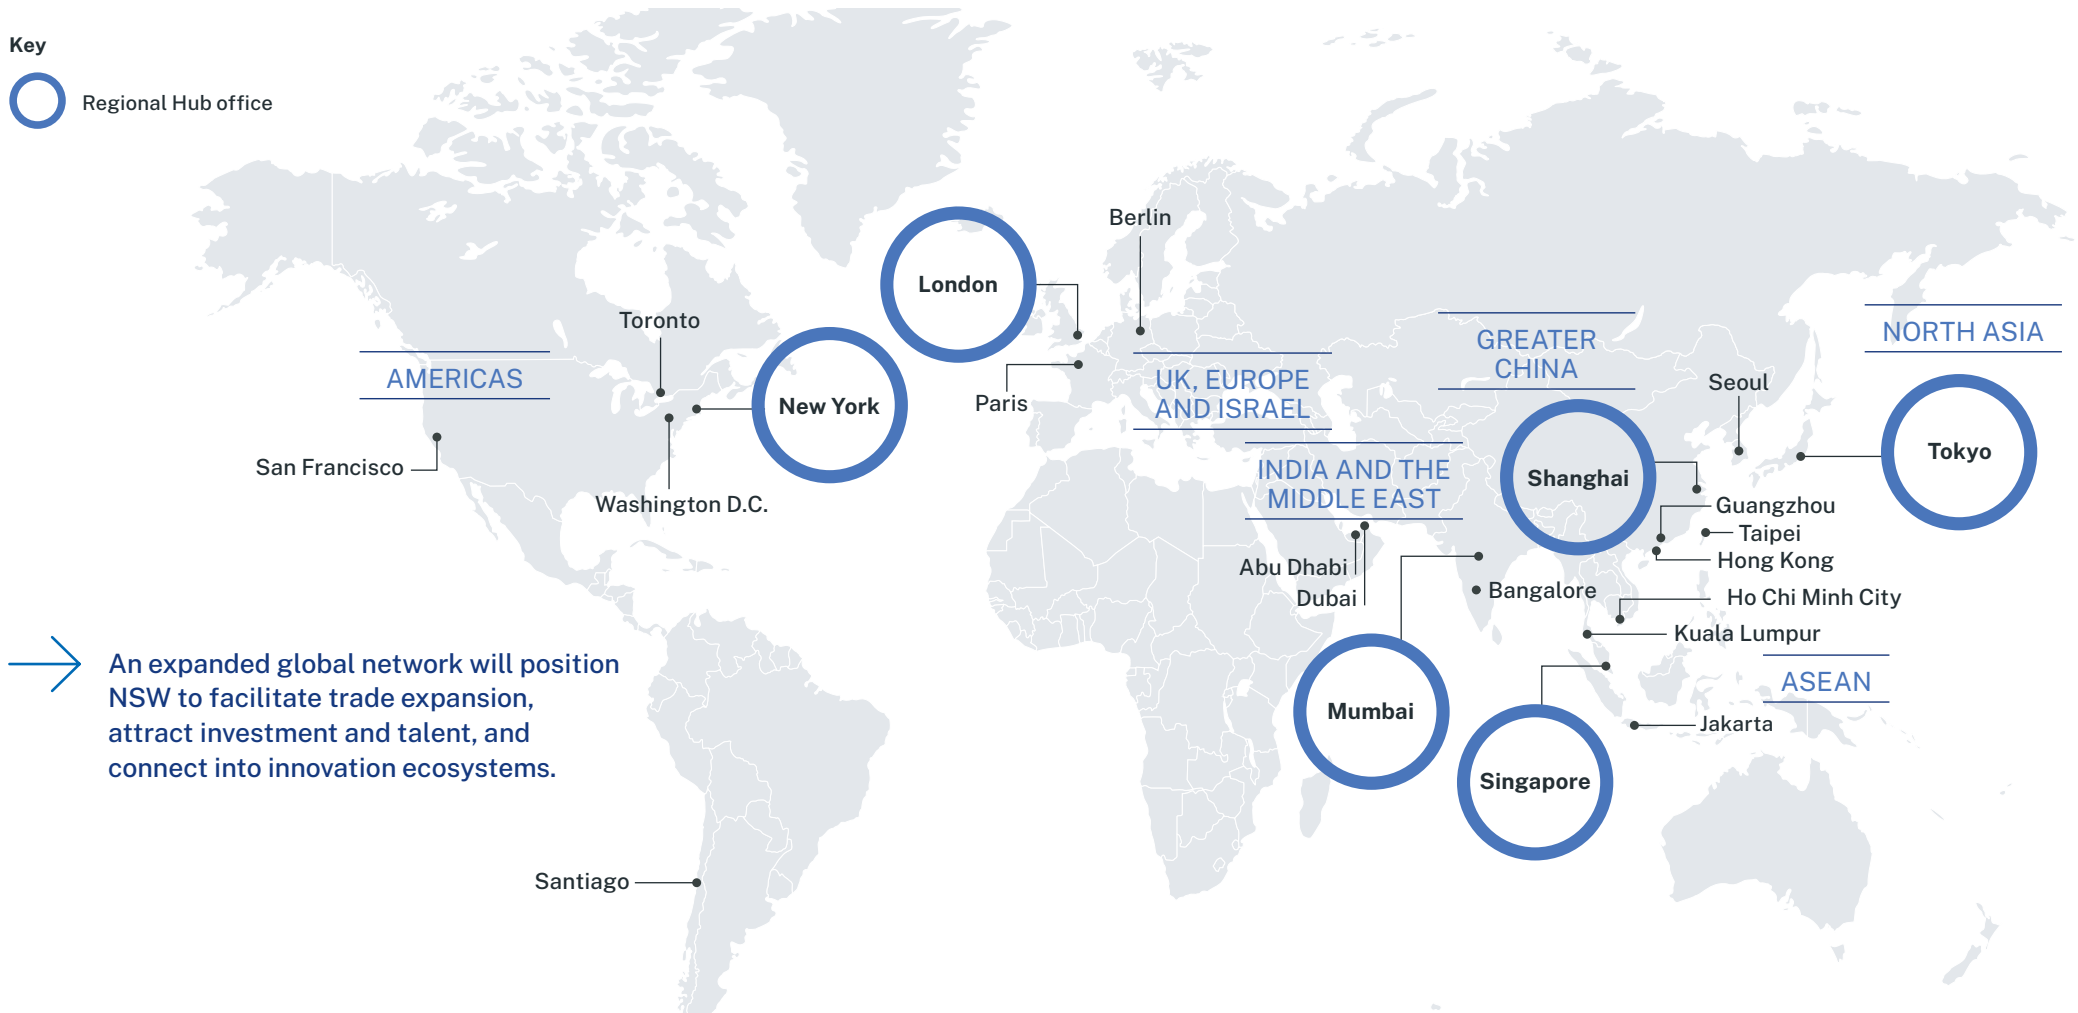 Key
Regional Hub office
AMERICAS
Toronto
New York
San Francisco
Washington D.C.
Santiago
London
Berlin
Paris
UK, EUROPE
AND ISRAEL
INDIA AND THE
MIDDLE EAST
Abu Dhabi
Dubai
Bangalore
Mumbai
GREATER
CHINA
Shanghai
Guangzhou
Taipei
Hong Kong
NORTH ASIA
Seoul
Tokyo
Ho Chi Minh City
Kuala Lumpur
ASEAN
Jakarta
Singapore
An expanded global network will position
NSW to facilitate trade expansion,
attract investment and talent, and
connect into innovation ecosystems.